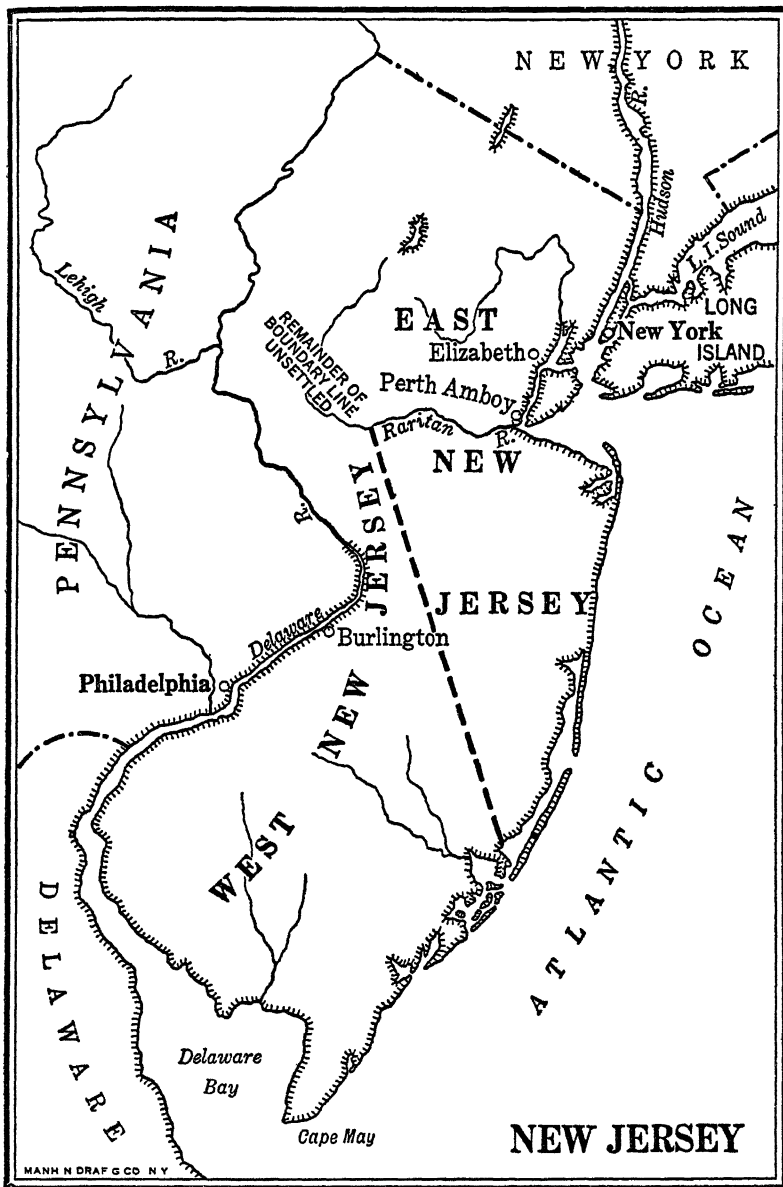 NEW YORK
Hudson
R.
L.I. Sound
LONG
ISLAND
New York
PENNSYLVANIA
Lehigh
R.
EAST
NEW
JERSEY
Elizabeth
Perth Amboy
REMAINDER OF
BOUNDARY LINE
UNSETTLED
Raritan
R.
Delaware
R.
Burlington
Philadelphia
WEST
NEW
JERSEY
ATLANTIC
OCEAN
DELAWARE
Delaware
Bay
Cape May
NEW JERSEY
MANH N DRAF G CO N Y